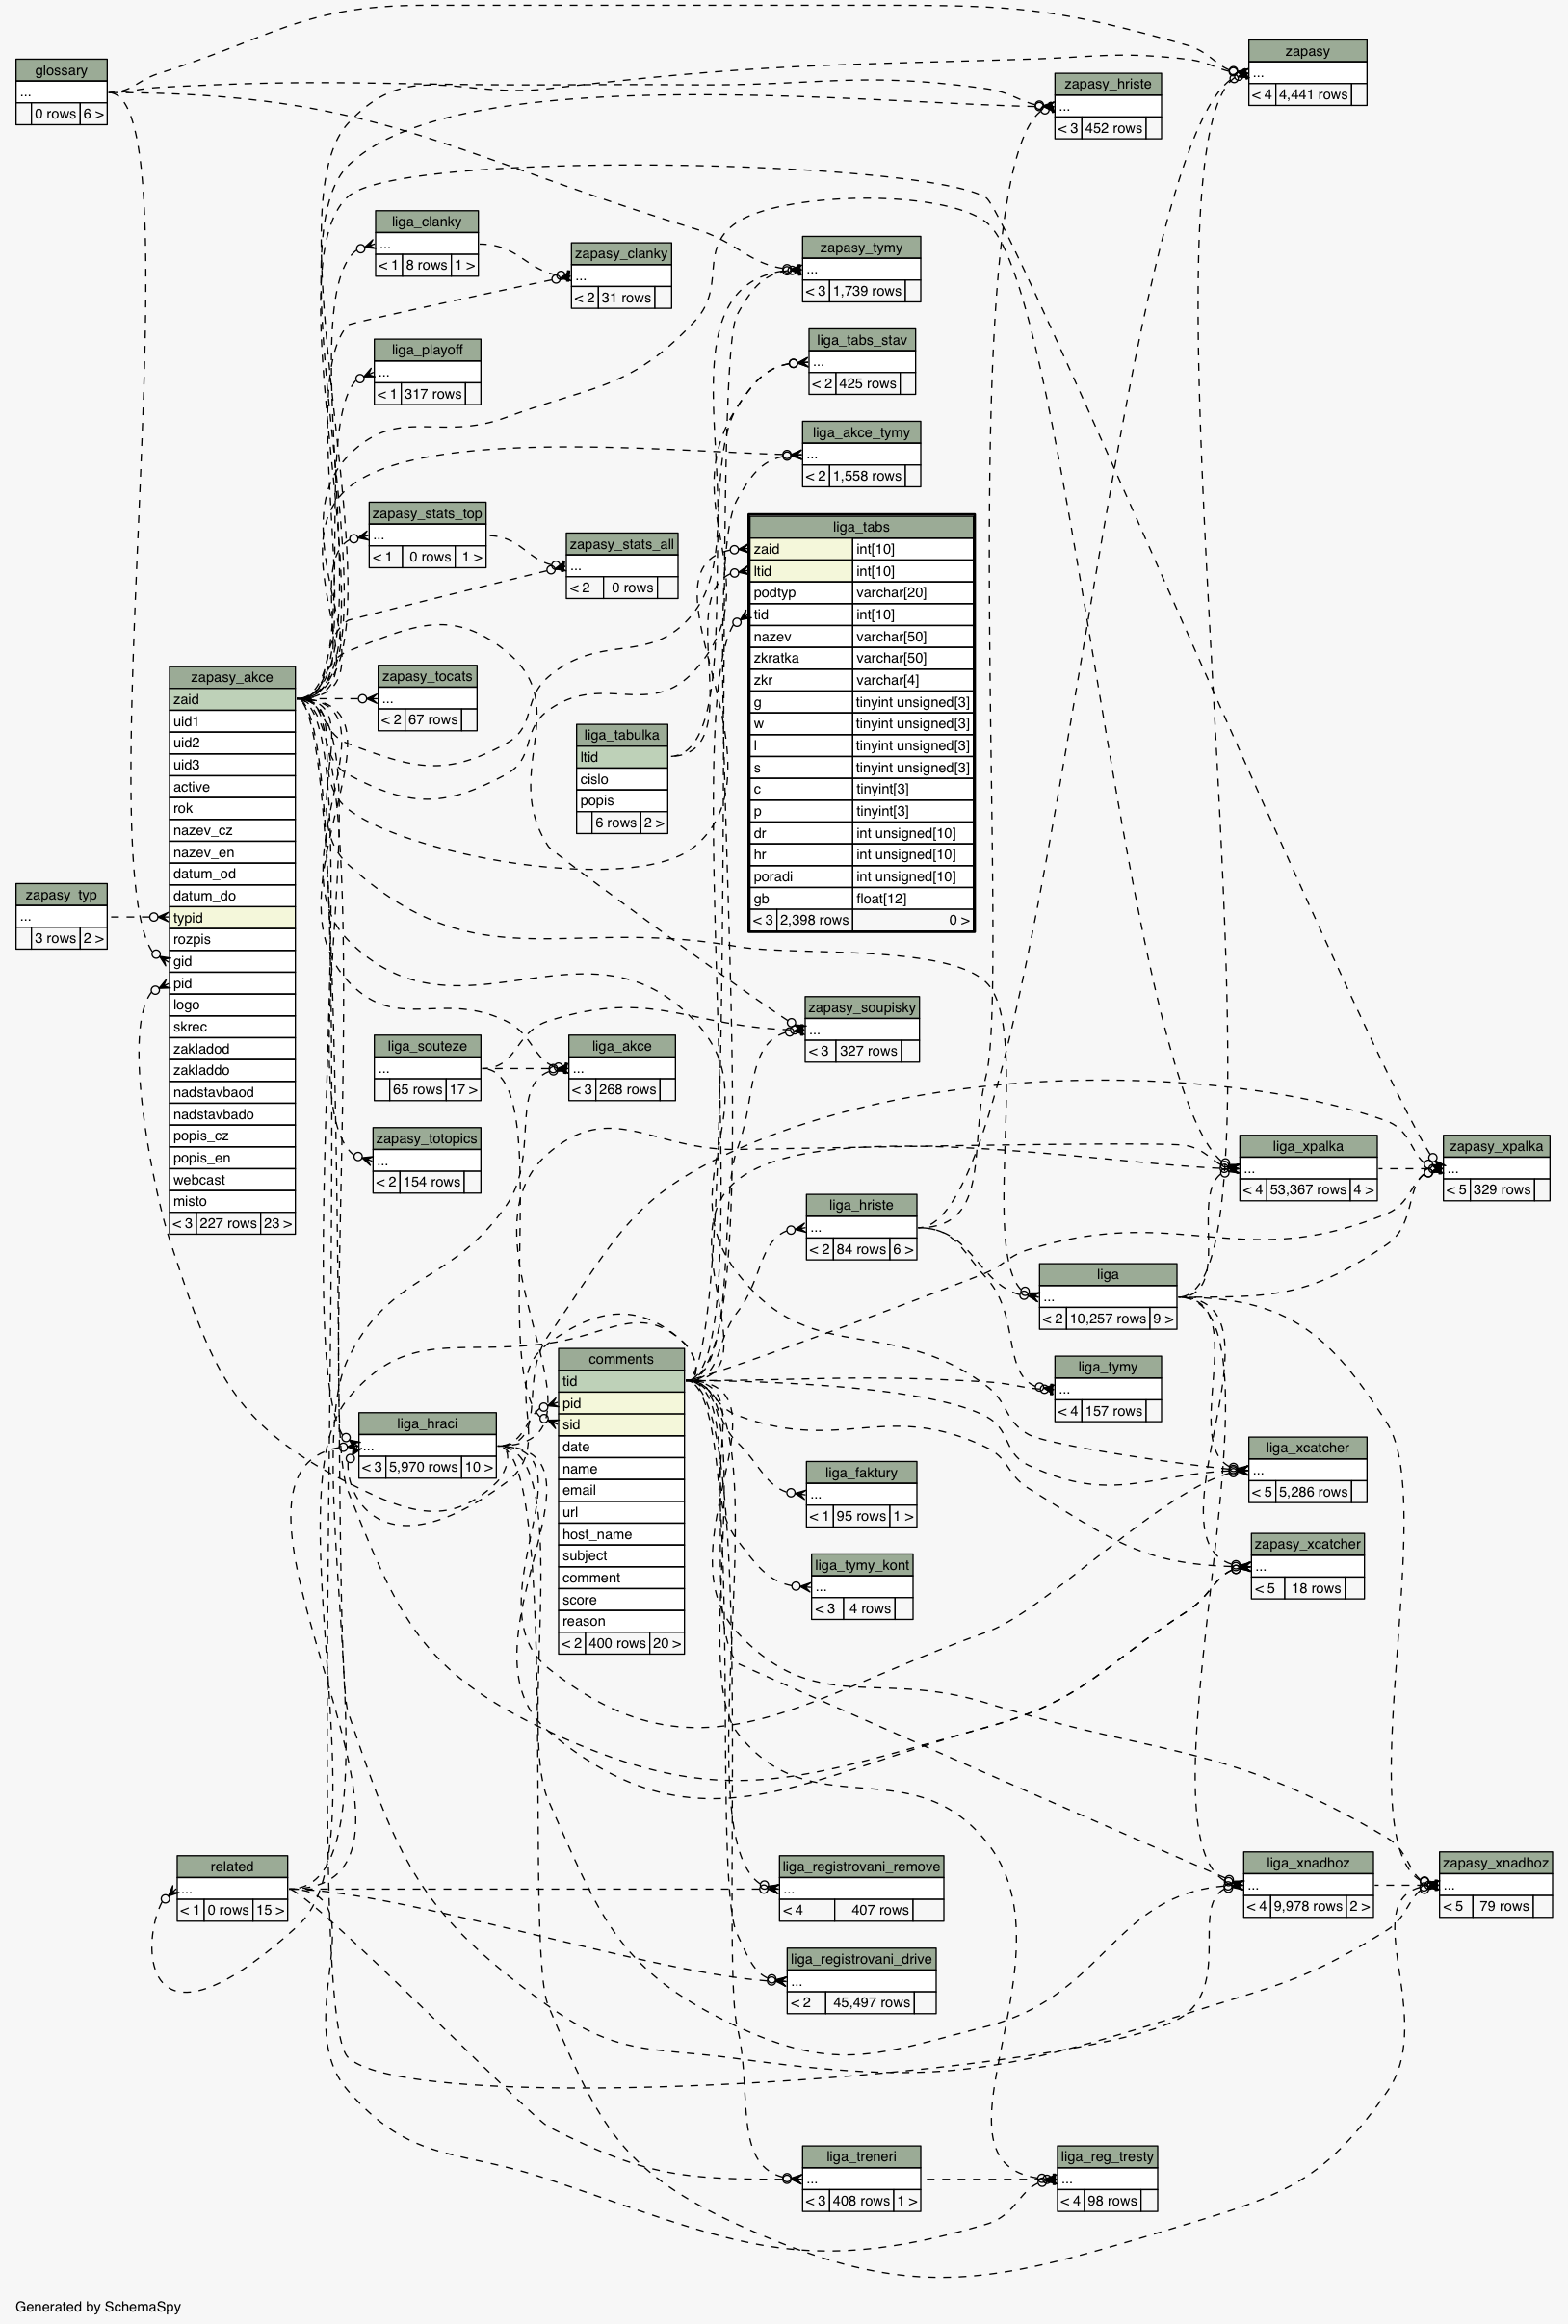 zapasy
...
< 4 4,441 rows
glossary
...
0 rows 6 >
zapasy_hriste
...
< 3 452 rows
liga_clanky
...
< 1 8 rows 1 >
zapasy_clanky
...
< 2 31 rows
zapasy_tymy
...
< 3 1,739 rows
liga_tabs_stav
...
< 2 425 rows
liga_playoff
...
< 1 317 rows
liga_akce_tymy
...
< 2 1,558 rows
zapasy_stats_top
...
< 1 0 rows 1 >
zapasy_stats_all
...
< 2 0 rows
liga_tabs
zaid int[10]
ltid int[10]
podtyp varchar[20]
tid int[10]
nazev varchar[50]
zkratka varchar[50]
zkr varchar[4]
g tinyint unsigned[3]
w tinyint unsigned[3]
l tinyint unsigned[3]
s tinyint unsigned[3]
c tinyint[3]
p tinyint[3]
dr int unsigned[10]
hr int unsigned[10]
poradi int unsigned[10]
gb float[12]
< 3 2,398 rows 0 >
zapasy_akce
zaid
uid1
uid2
uid3
active
rok
nazev_cz
nazev_en
datum_od
datum_do
typid
rozpis
gid
pid
logo
skrec
zakladod
zakladdo
nadstavbaod
nadstavbado
popis_cz
popis_en
webcast
misto
< 3 227 rows 23 >
zapasy_tocats
...
< 2 67 rows
liga_tabulka
ltid
cislo
popis
6 rows 2 >
zapasy_typ
...
3 rows 2 >
zapasy_soupisky
...
< 3 327 rows
liga_souteze
...
65 rows 17 >
liga_akce
...
< 3 268 rows
zapasy_totopics
...
< 2 154 rows
liga_xpalka
...
< 4 53,367 rows 4 >
zapasy_xpalka
...
< 5 329 rows
liga_hriste
...
< 2 84 rows 6 >
liga
...
< 2 10,257 rows 9 >
comments
tid
pid
sid
date
name
email
url
host_name
subject
comment
score
reason
< 2 400 rows 20 >
liga_tymy
...
< 4 157 rows
liga_hraci
...
< 3 5,970 rows 10 >
liga_xcatcher
...
< 5 5,286 rows
liga_faktury
...
< 1 95 rows 1 >
zapasy_xcatcher
...
< 5 18 rows
liga_tymy_kont
...
< 3 4 rows
related
...
< 1 0 rows 15 >
liga_registrovani_remove
...
< 4 407 rows
liga_xnadhoz
...
< 4 9,978 rows 2 >
zapasy_xnadhoz
...
< 5 79 rows
liga_registrovani_drive
...
< 2 45,497 rows
liga_treneri
...
< 3 408 rows 1 >
liga_reg_tresty
...
< 4 98 rows
Generated by SchemaSpy